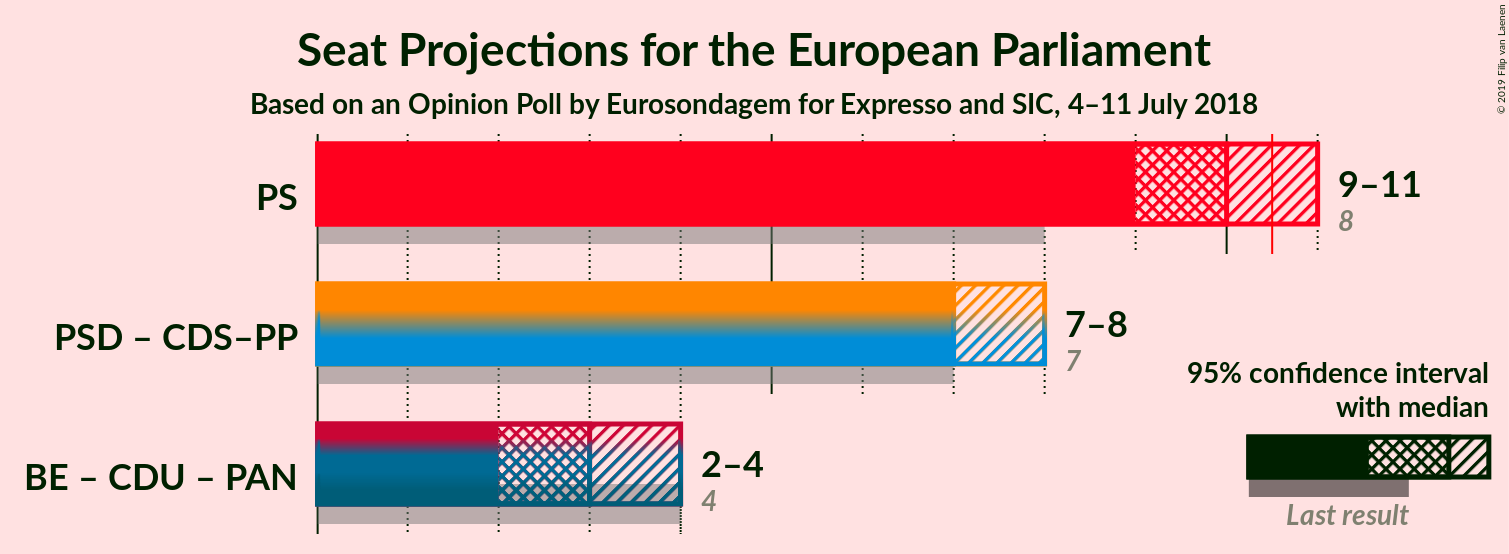 Seat Projections for the European Parliament
Based on an Opinion Poll by Eurosondagem for Expresso and SIC, 4–11 July 2018
© 2019 Filip van Laenen
PS
9–11
8
PSD – CDS–PP
7–8
7
BE – CDU – PAN
2–4
4
95% confidence interval
with median
Last result